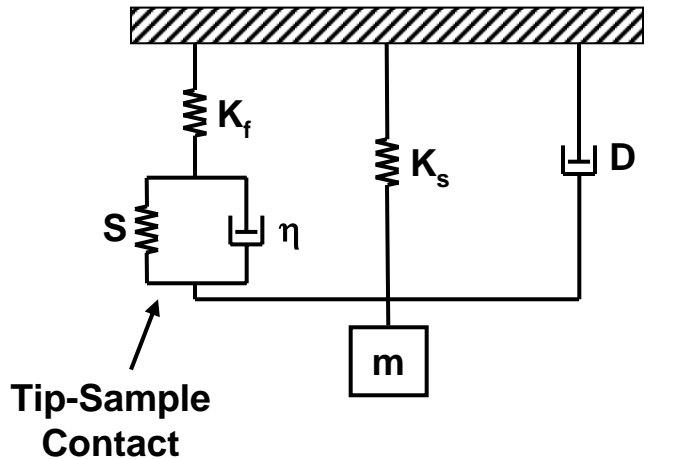 K_f
K_s
D
S
η
m
Tip-Sample
Contact